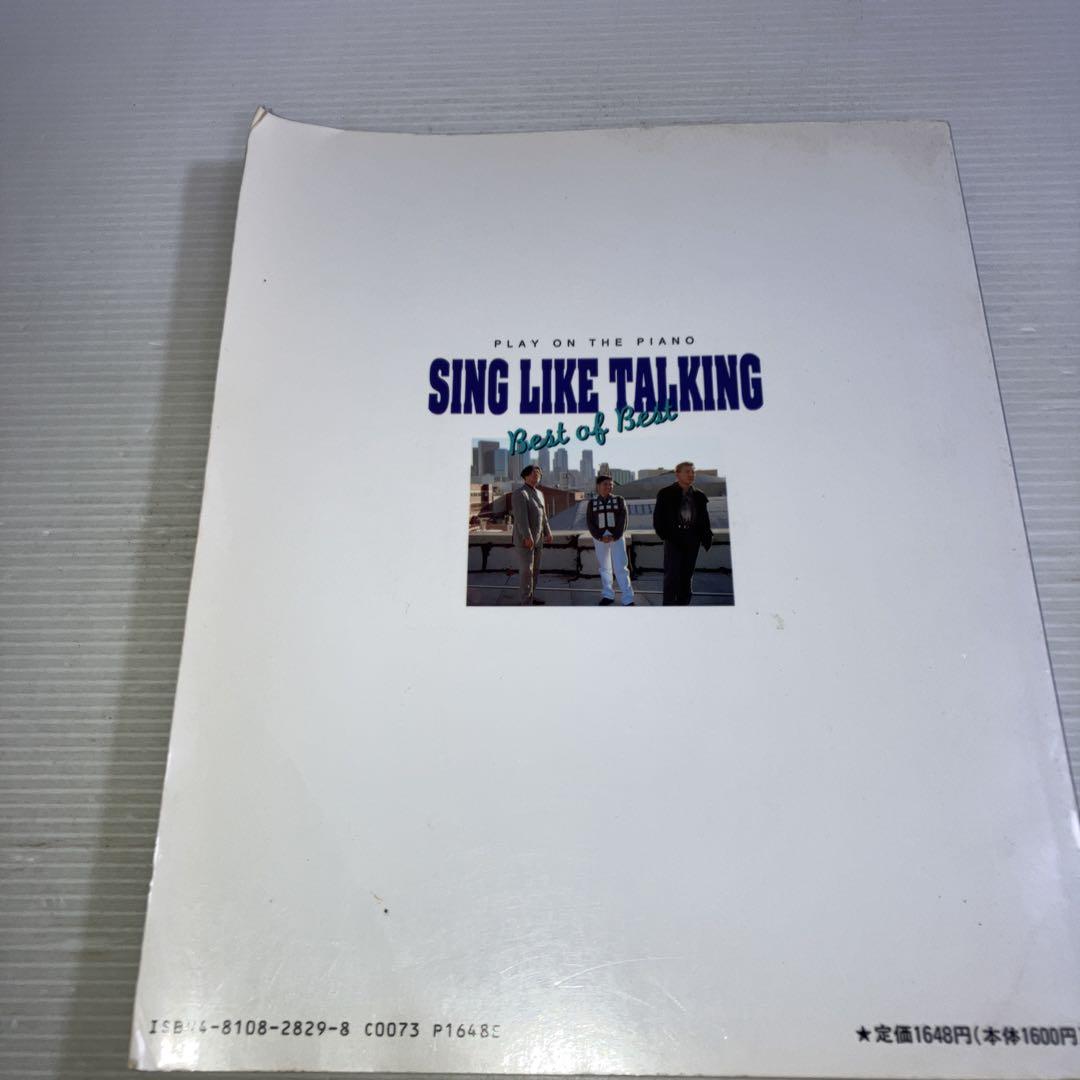 PLAY ON THE PIANO
SING LIKE TALKING
Best of Best
ISBN4-8108-2829-8 C0073 P1648E
★定価1648円(本体1600円)